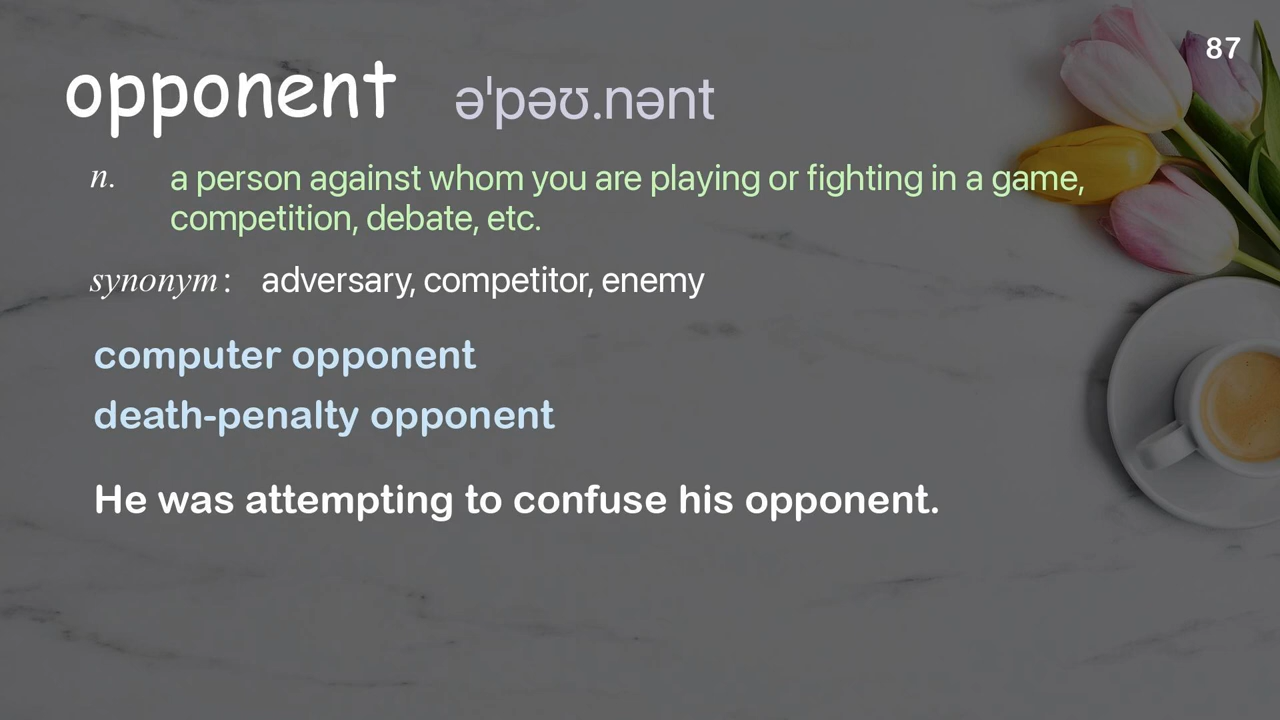 87
opponent əˈpəʊ.nənt
n. a person against whom you are playing or fighting in a game,
competition, debate, etc.
synonym: adversary, competitor, enemy
computer opponent
death-penalty opponent
He was attempting to confuse his opponent.